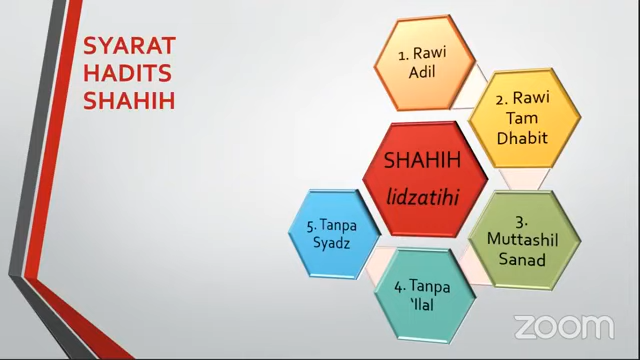 SYARAT
HADITS
SHAHIH
1. Rawi
Adil
2. Rawi
Tam
Dhabit
SHAHIH
lidzatihi
3.
Muttashil
Sanad
4. Tanpa
‘Ilal
5. Tanpa
Syadz
zoom